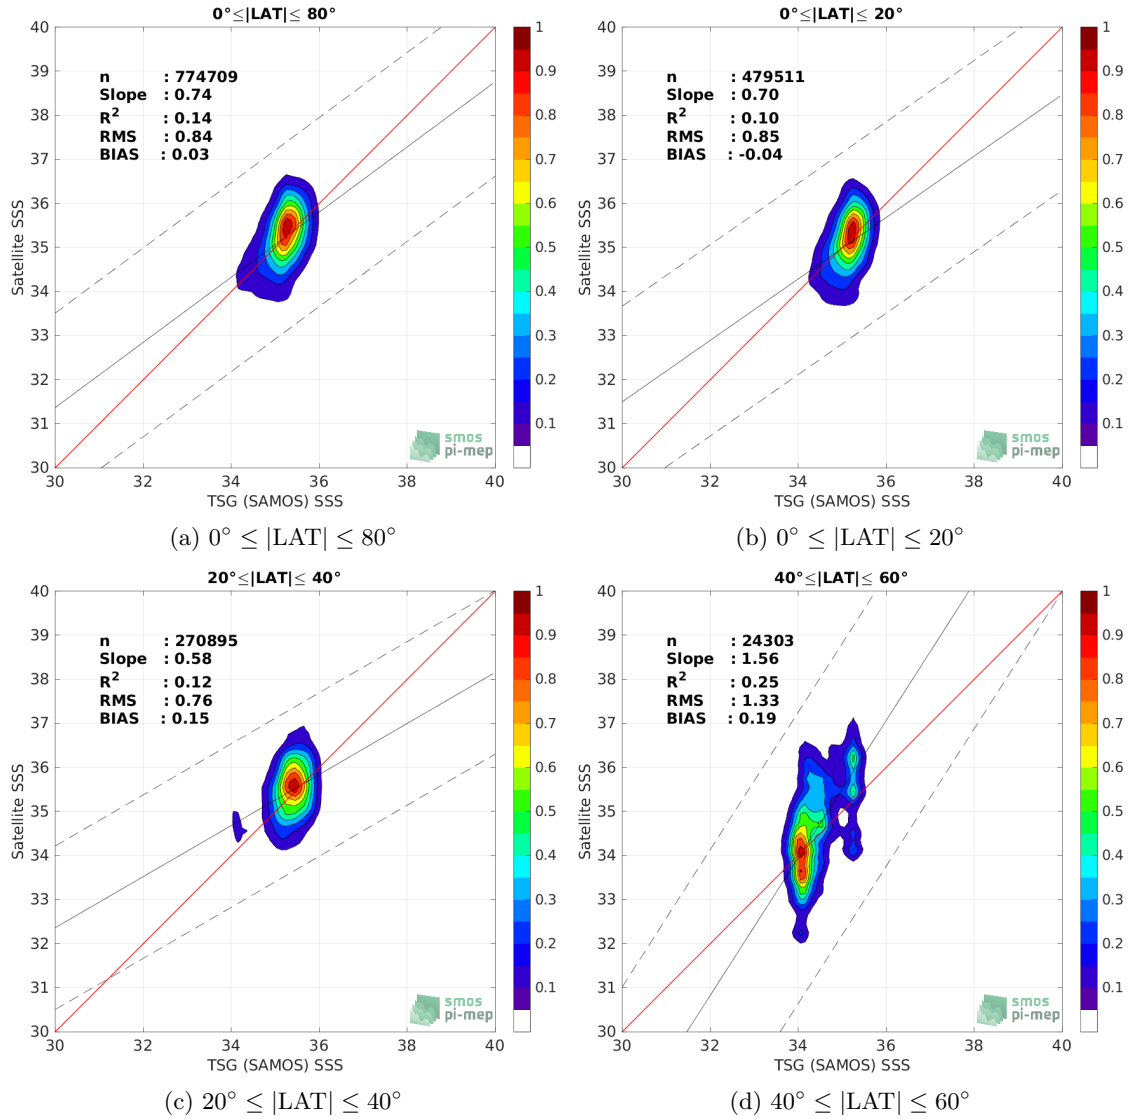 0°≤|LAT|≤ 80°
40
39
38
37
36
35
34
33
32
31
30
30 32 34 36 38 40
Satellite SSS
TSG (SAMOS) SSS
n : 774709
Slope : 0.74
R² : 0.14
RMS : 0.84
BIAS : 0.03
smos
pi-mep
1
0.9
0.8
0.7
0.6
0.5
0.4
0.3
0.2
0.1
(a) 0° ≤ |LAT| ≤ 80°
0°≤|LAT|≤ 20°
40
39
38
37
36
35
34
33
32
31
30
30 32 34 36 38 40
Satellite SSS
TSG (SAMOS) SSS
n : 479511
Slope : 0.70
R² : 0.10
RMS : 0.85
BIAS : -0.04
smos
pi-mep
1
0.9
0.8
0.7
0.6
0.5
0.4
0.3
0.2
0.1
(b) 0° ≤ |LAT| ≤ 20°
20°≤|LAT|≤ 40°
40
39
38
37
36
35
34
33
32
31
30
30 32 34 36 38 40
Satellite SSS
TSG (SAMOS) SSS
n : 270895
Slope : 0.58
R² : 0.12
RMS : 0.76
BIAS : 0.15
smos
pi-mep
1
0.9
0.8
0.7
0.6
0.5
0.4
0.3
0.2
0.1
(c) 20° ≤ |LAT| ≤ 40°
40°≤|LAT|≤ 60°
40
39
38
37
36
35
34
33
32
31
30
30 32 34 36 38 40
Satellite SSS
TSG (SAMOS) SSS
n : 24303
Slope : 1.56
R² : 0.25
RMS : 1.33
BIAS : 0.19
smos
pi-mep
1
0.9
0.8
0.7
0.6
0.5
0.4
0.3
0.2
0.1
(d) 40° ≤ |LAT| ≤ 60°